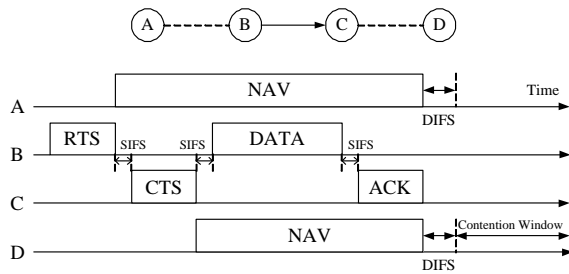 A B C D
A NAV Time
DIFS
B RTS SIFS SIFS DATA SIFS
C CTS ACK
D NAV Contention Window
DIFS